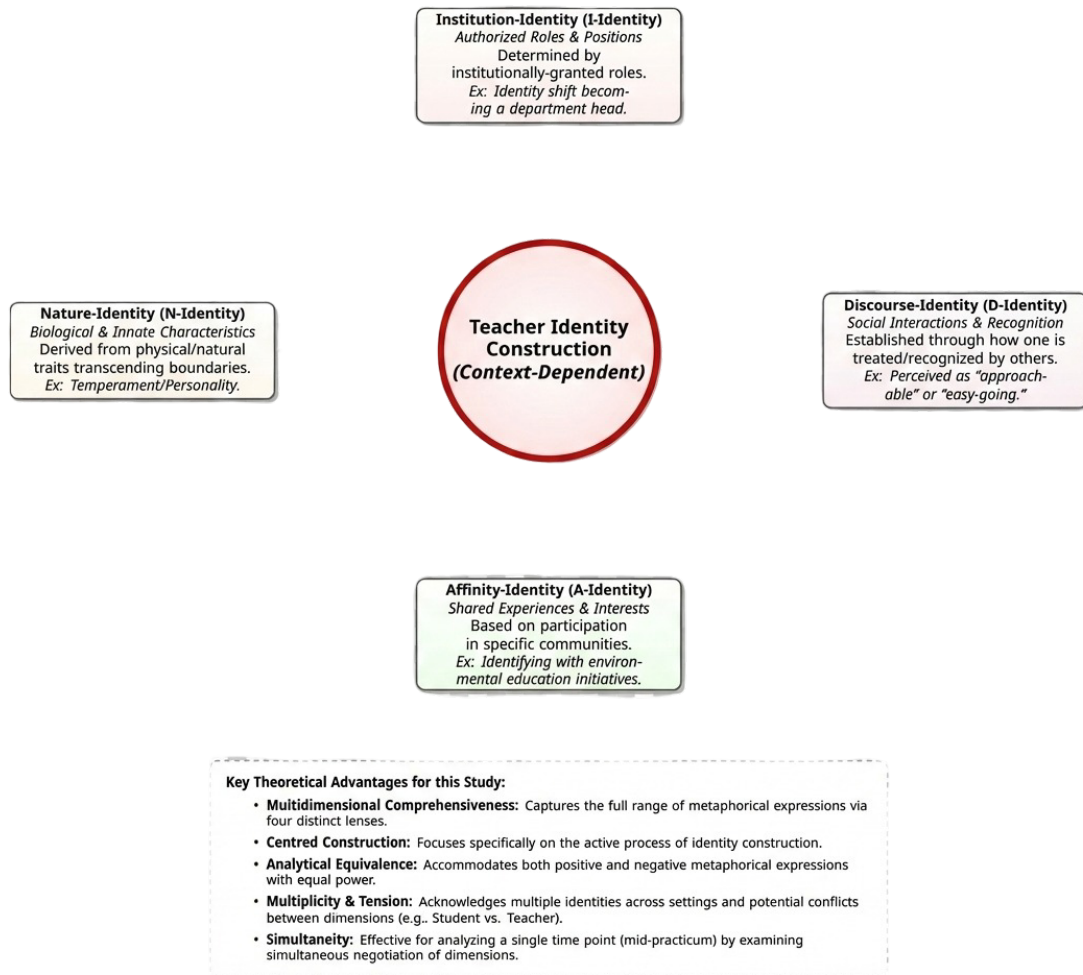 Institution-Identity (I-Identity)
Authorized Roles & Positions
Determined by
institutionally-granted roles.
Ex: Identity shift becom-
ing a department head.
Nature-Identity (N-Identity)
Biological & Innate Characteristics
Derived from physical/natural
traits transcending boundaries.
Ex: Temperament/Personality.
Teacher Identity
Construction
(Context-Dependent)
Discourse-Identity (D-Identity)
Social Interactions & Recognition
Established through how one is
treated/recognized by others.
Ex: Perceived as "approach-
able" or "easy-going."
Affinity-Identity (A-Identity)
Shared Experiences & Interests
Based on participation
in specific communities.
Ex: Identifying with environ-
mental education initiatives.
Key Theoretical Advantages for this Study:
• Multidimensional Comprehensiveness: Captures the full range of metaphorical expressions via
four distinct lenses.
• Centred Construction: Focuses specifically on the active process of identity construction.
• Analytical Equivalence: Accommodates both positive and negative metaphorical expressions
with equal power.
• Multiplicity & Tension: Acknowledges multiple identities across settings and potential conflicts
between dimensions (e.g.. Student vs. Teacher).
• Simultaneity: Effective for analyzing a single time point (mid-practicum) by examining
simultaneous negotiation of dimensions.